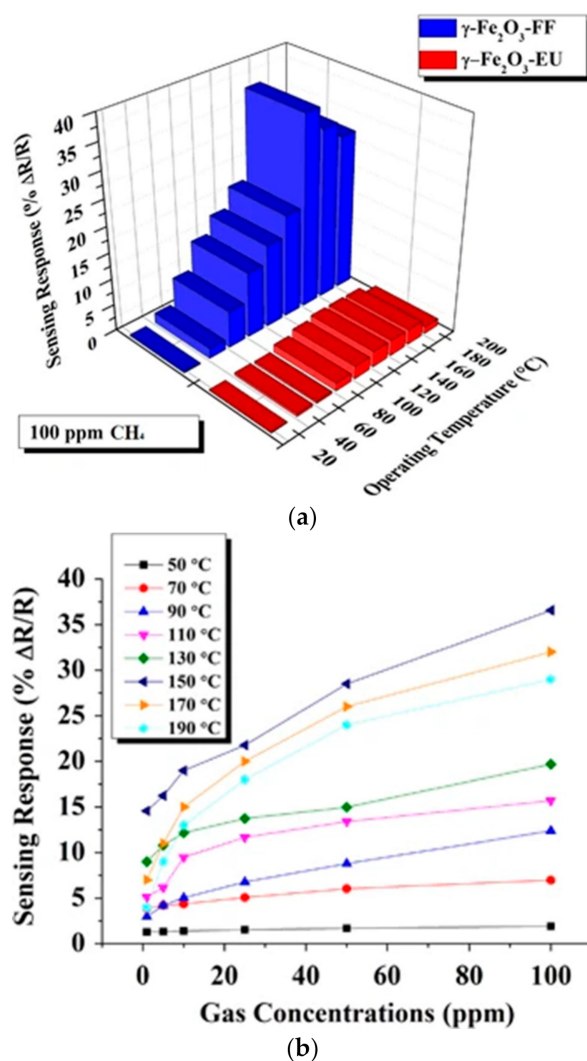 γ-Fe₂O₃-FF
γ–Fe₂O₃-EU
Sensing Response (% ΔR/R)
40
35
30
25
20
15
10
5
0
200
180
160
140
120
100
80
60
40
20
Operating Temperature (°C)
100 ppm CH₄
(a)
50 °C
70 °C
90 °C
110 °C
130 °C
150 °C
170 °C
190 °C
Sensing Response (% ΔR/R)
40
35
30
25
20
15
10
5
0
0 20 40 60 80 100
Gas Concentrations (ppm)
(b)